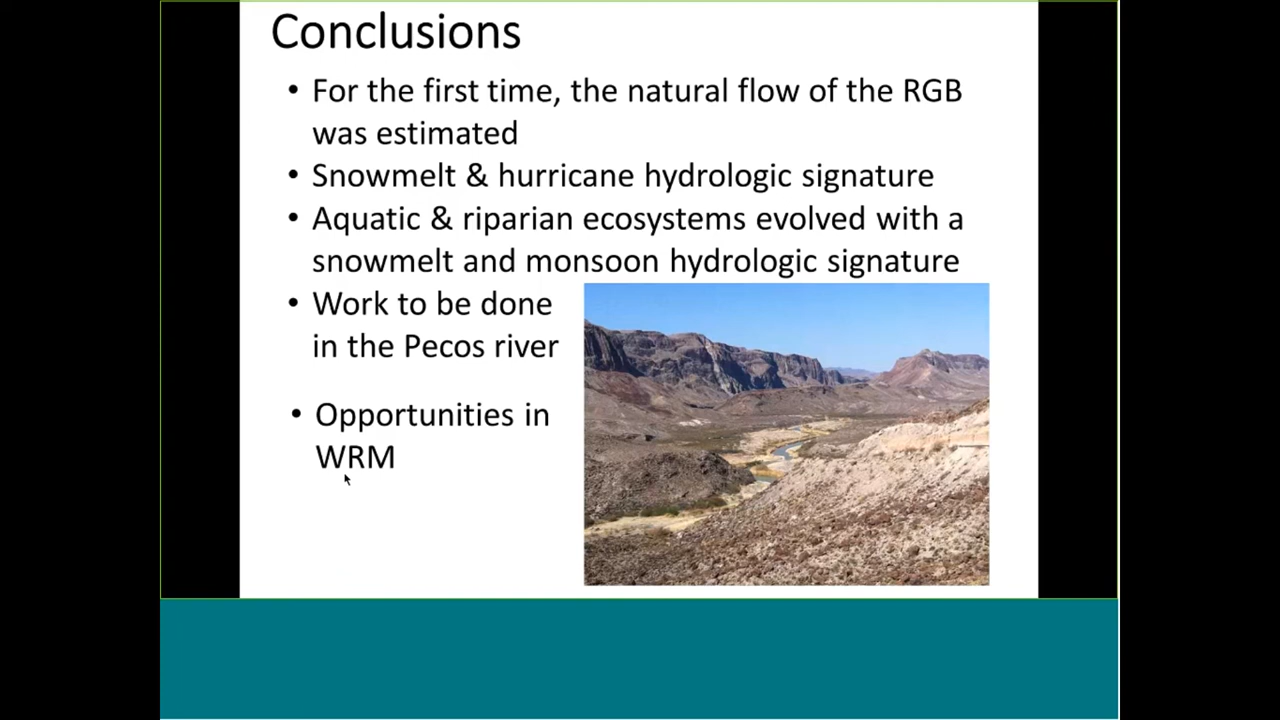 Conclusions
• For the first time, the natural flow of the RGB
was estimated
• Snowmelt & hurricane hydrologic signature
• Aquatic & riparian ecosystems evolved with a
snowmelt and monsoon hydrologic signature
• Work to be done
in the Pecos river
• Opportunities in
WRM